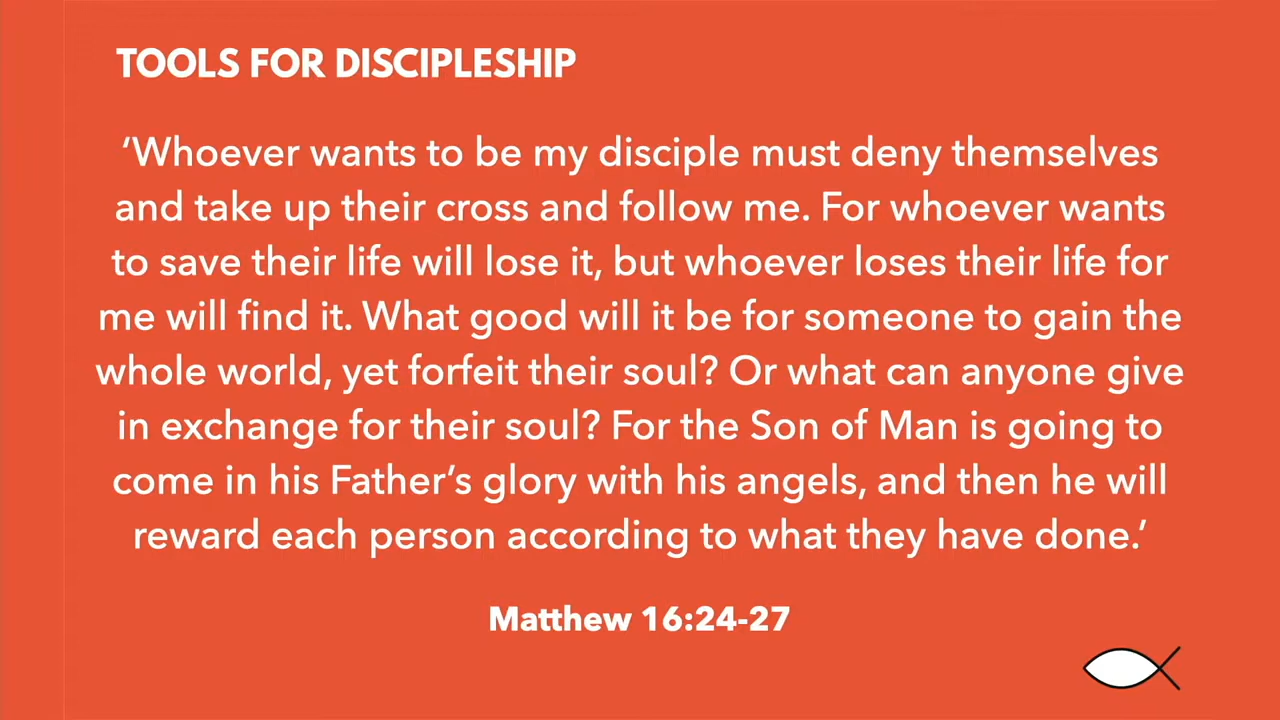 TOOLS FOR DISCIPLESHIP
‘Whoever wants to be my disciple must deny themselves
and take up their cross and follow me. For whoever wants
to save their life will lose it, but whoever loses their life for
me will find it. What good will it be for someone to gain the
whole world, yet forfeit their soul? Or what can anyone give
in exchange for their soul? For the Son of Man is going to
come in his Father’s glory with his angels, and then he will
reward each person according to what they have done.’
Matthew 16:24-27